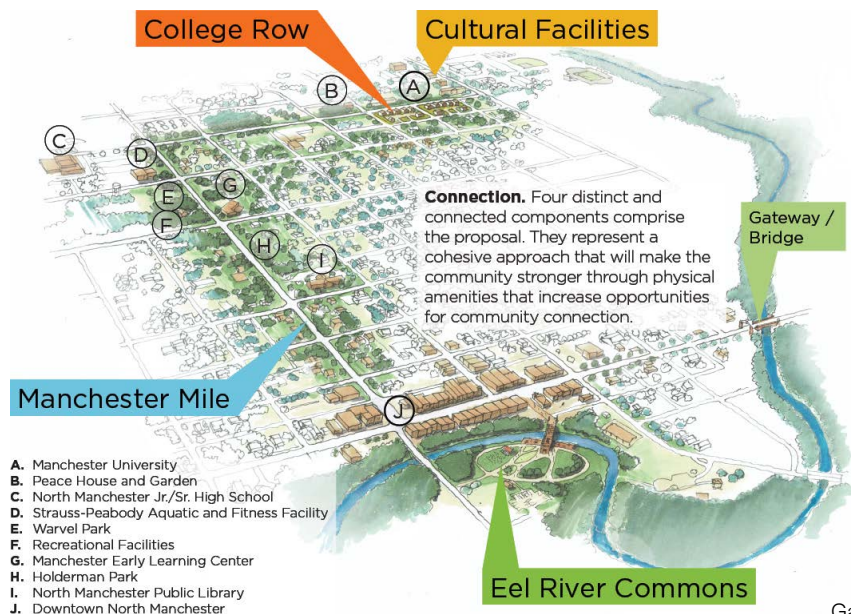 College Row
Cultural Facilities
A
B
C
D
G
E
F
H
I
Connection. Four distinct and
connected components comprise
the proposal. They represent a
cohesive approach that will make the
community stronger through physical
amenities that increase opportunities
for community connection.
Gateway /
Bridge
Manchester Mile
J
A. Manchester University
B. Peace House and Garden
C. North Manchester Jr./Sr. High School
D. Strauss-Peabody Aquatic and Fitness Facility
E. Warvel Park
F. Recreational Facilities
G. Manchester Early Learning Center
H. Holderman Park
I. North Manchester Public Library
J. Downtown North Manchester
Eel River Commons